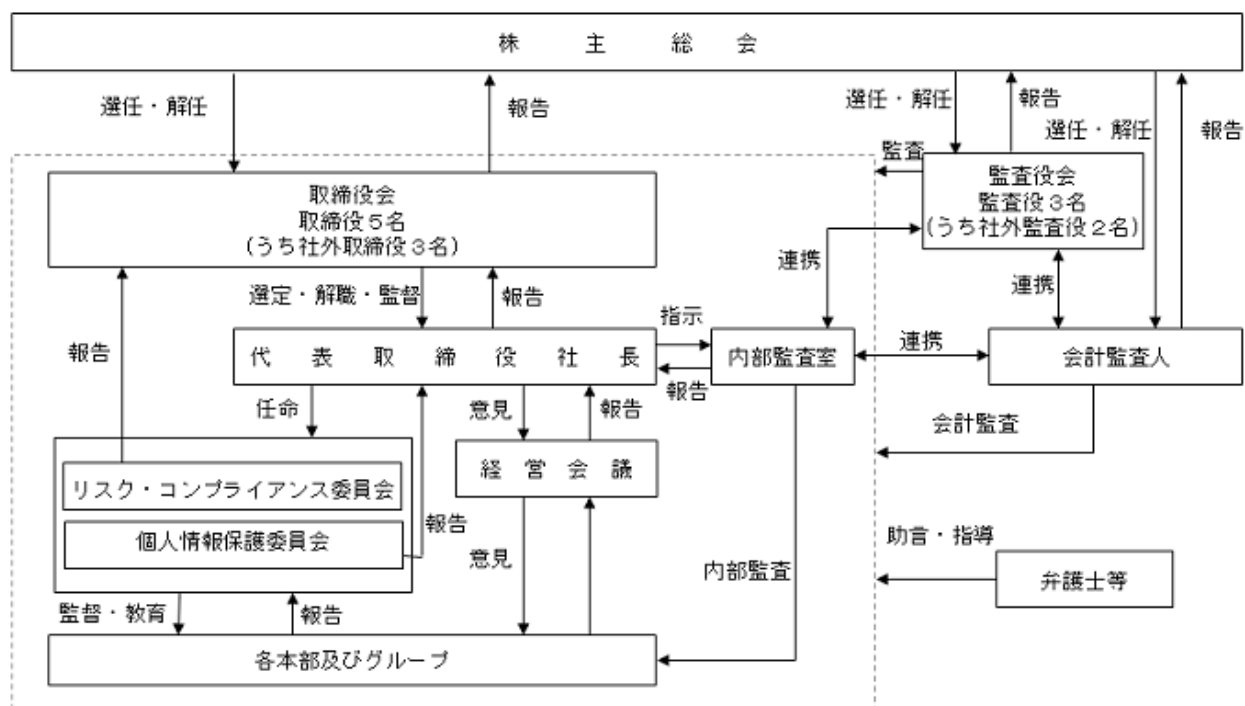 株主総会
選任・解任
報告
選任・解任
報告
選任・解任
報告
監査
取締役会
取締役５名
(うち社外取締役３名)
監査役会
監査役３名
(うち社外監査役２名)
連携
連携
選定・解職・監督
報告
報告
指示
代表取締役社長
内部監査室
連携
会計監査人
報告
任命
報告
意見
報告
会計監査
経営会議
リスク・コンプライアンス委員会
個人情報保護委員会
意見
内部監査
助言・指導
弁護士等
監督・教育
報告
各本部及びグループ